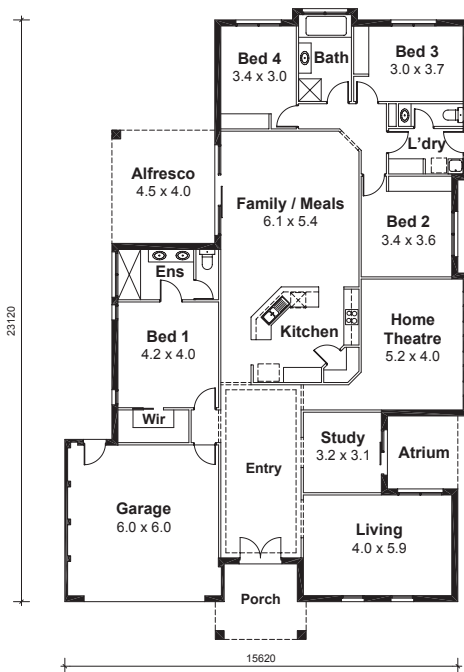 Bed 4
3.4 x 3.0
Bath
Bed 3
3.0 x 3.7
L'dry
Alfresco
4.5 x 4.0
Family / Meals
6.1 x 5.4
Bed 2
3.4 x 3.6
Ens
23120
Bed 1
4.2 x 4.0
Kitchen
Home
Theatre
5.2 x 4.0
Wir
Study
3.2 x 3.1
Atrium
Entry
Garage
6.0 x 6.0
Living
4.0 x 5.9
Porch
15620